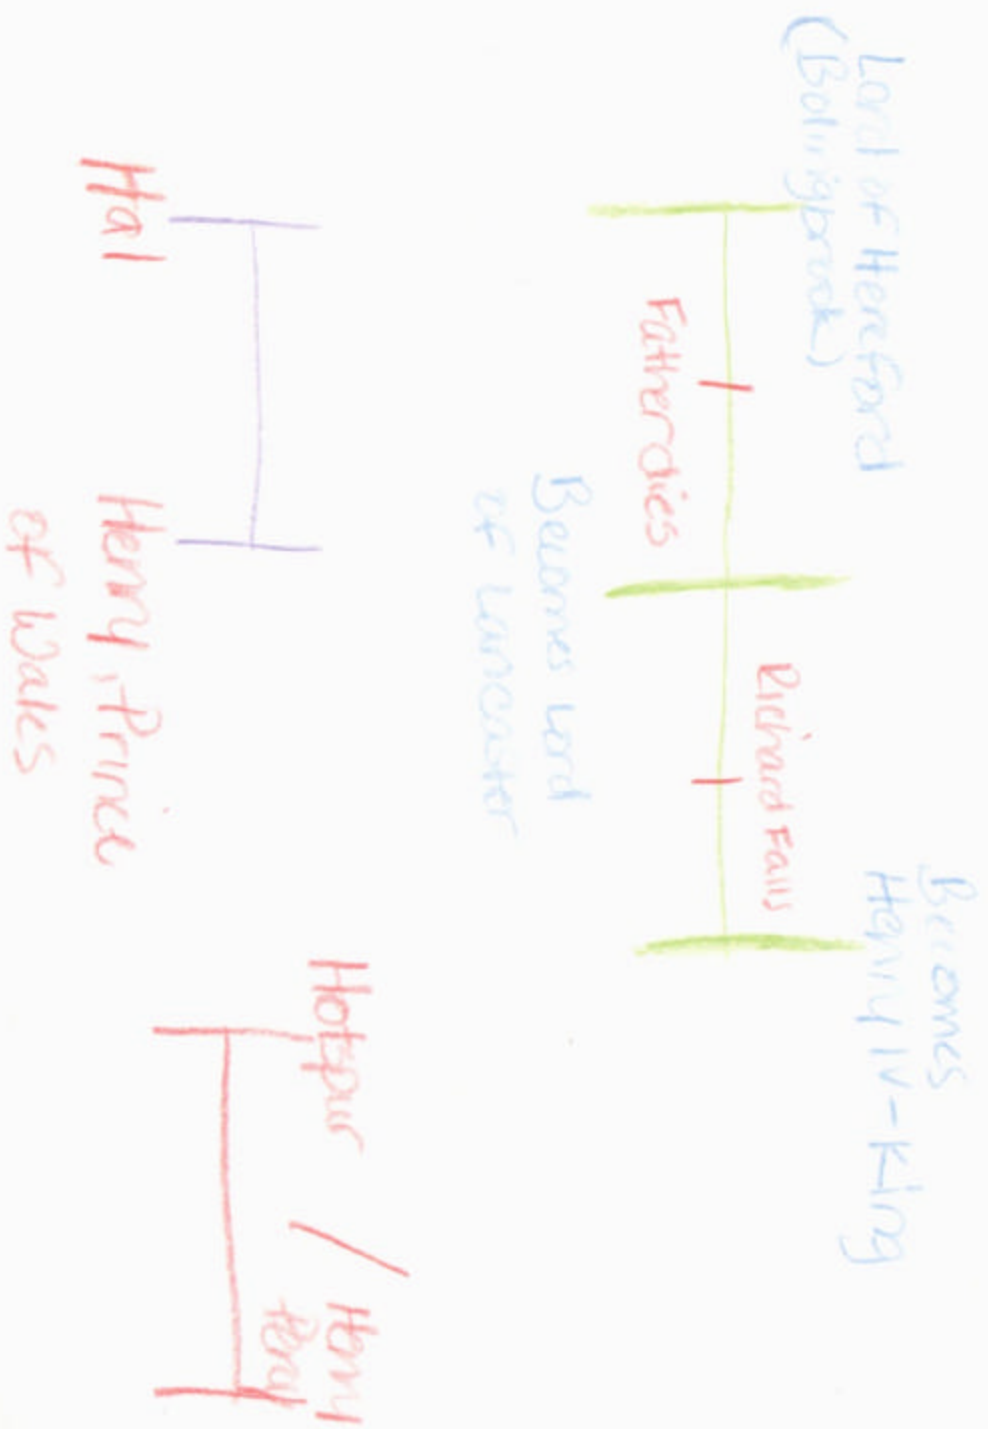 Lord of Hereford
(Bolingbrook)
Becomes
Henry IV-King
Richard Falls
Father dies
Becomes Lord
of Lancaster
Hotspur / Henry
Percy
Hal
Henry, Prince
of Wales